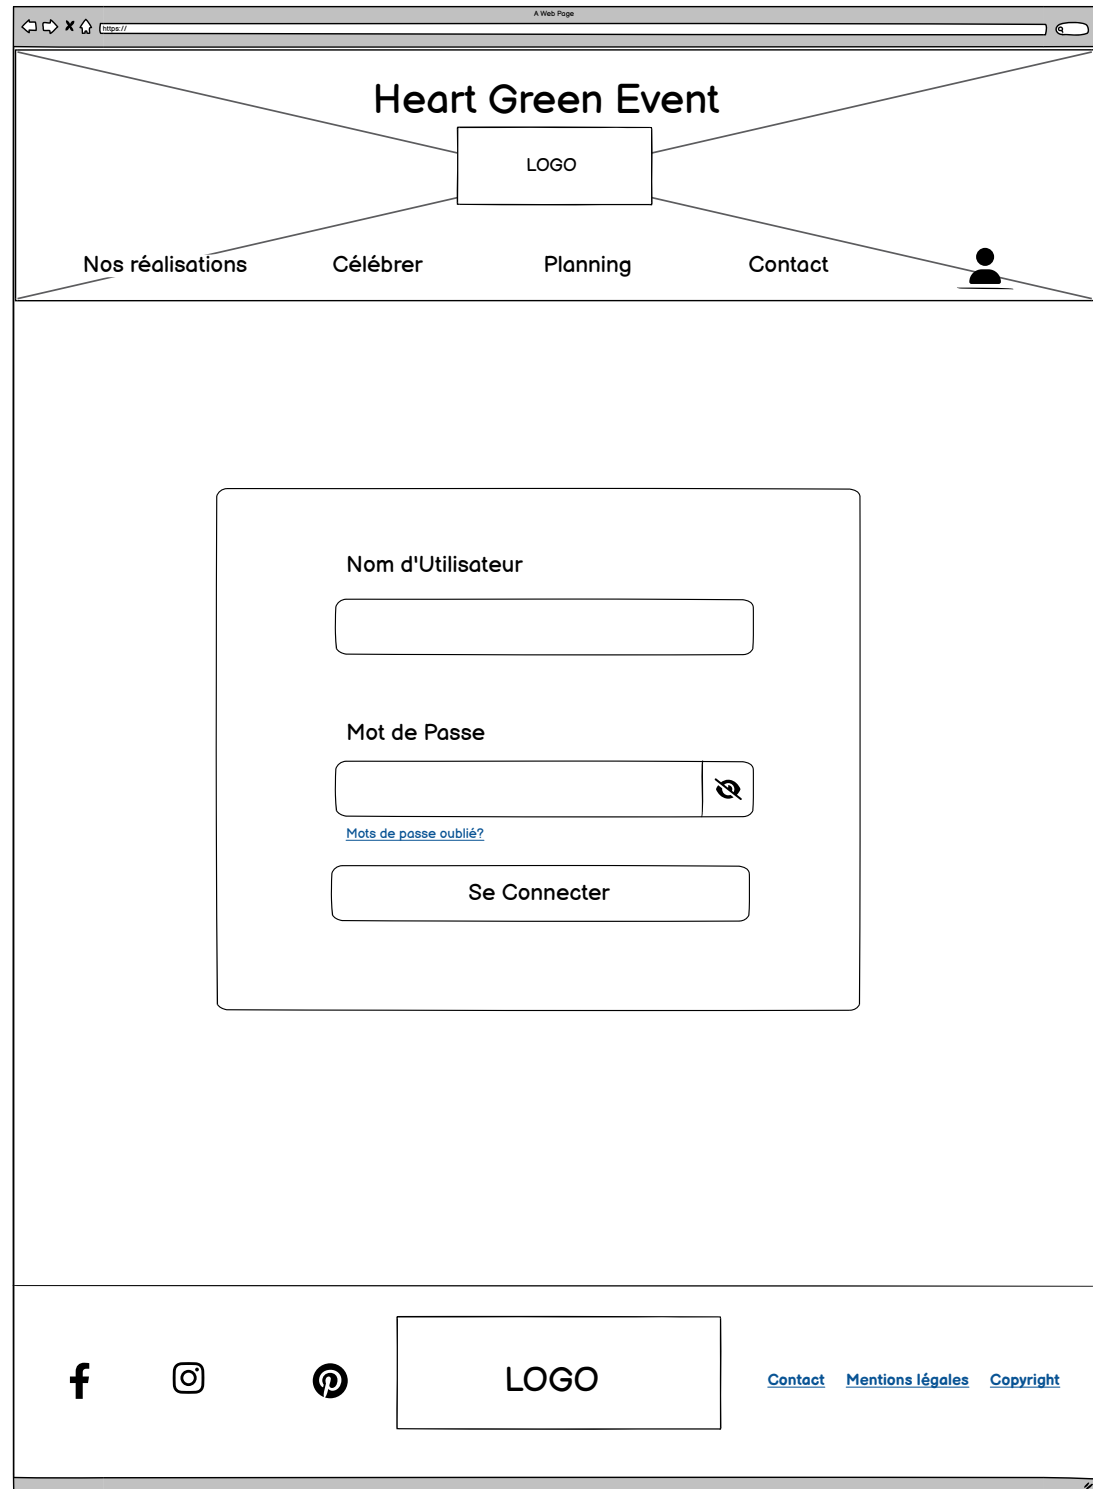 A Web Page
https://
Heart Green Event
LOGO
Nos réalisations Célébrer Planning Contact
Nom d'Utilisateur
Mot de Passe
Mots de passe oublié?
Se Connecter
LOGO
Contact Mentions légales Copyright